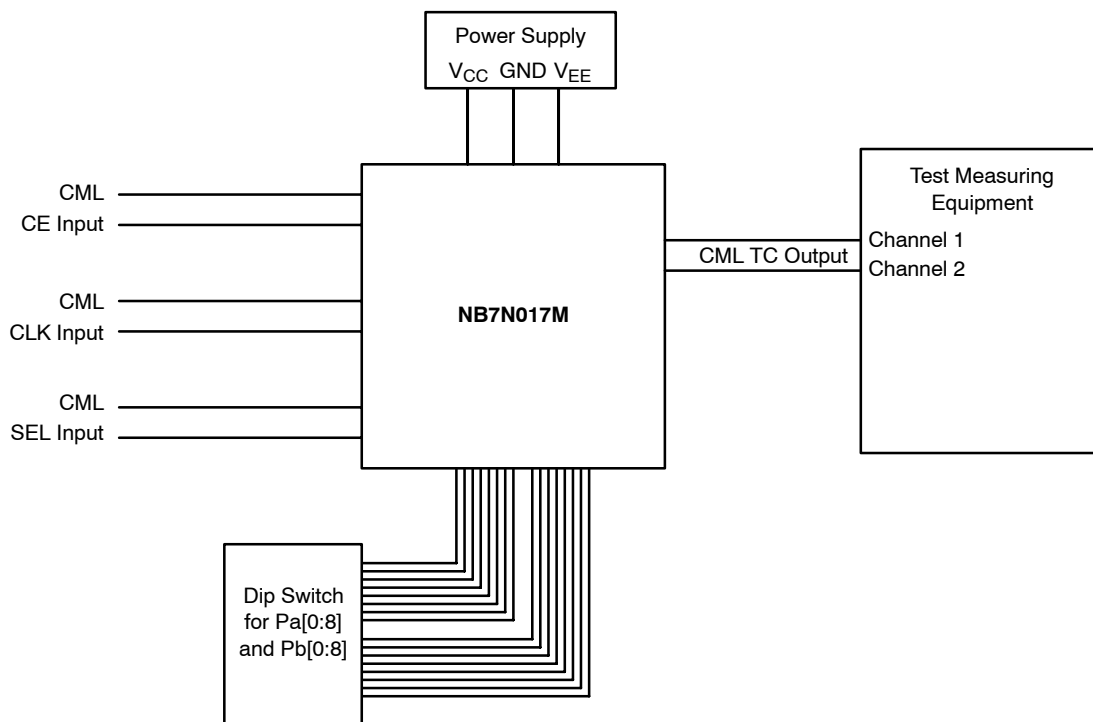 Power Supply
VCC GND VEE
CML
CE Input
CML
CLK Input
CML
SEL Input
NB7N017M
CML TC Output
Test Measuring
Equipment
Channel 1
Channel 2
Dip Switch
for Pa[0:8]
and Pb[0:8]